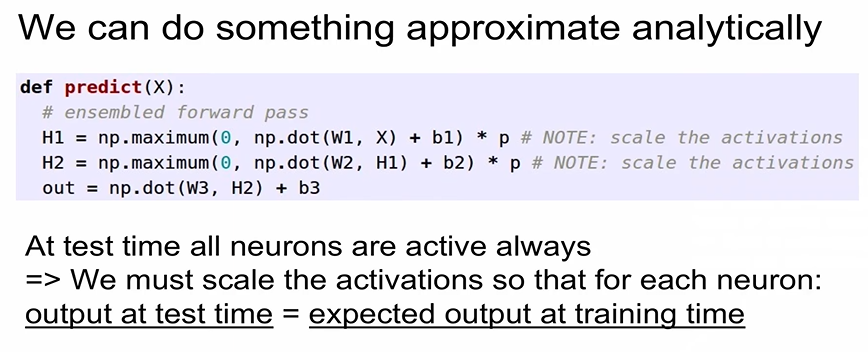 We can do something approximate analytically
def predict(X):
# ensembled forward pass
H1 = np.maximum(0, np.dot(W1, X) + b1) * p # NOTE: scale the activations
H2 = np.maximum(0, np.dot(W2, H1) + b2) * p # NOTE: scale the activations
out = np.dot(W3, H2) + b3
At test time all neurons are active always
=> We must scale the activations so that for each neuron:
output at test time = expected output at training time